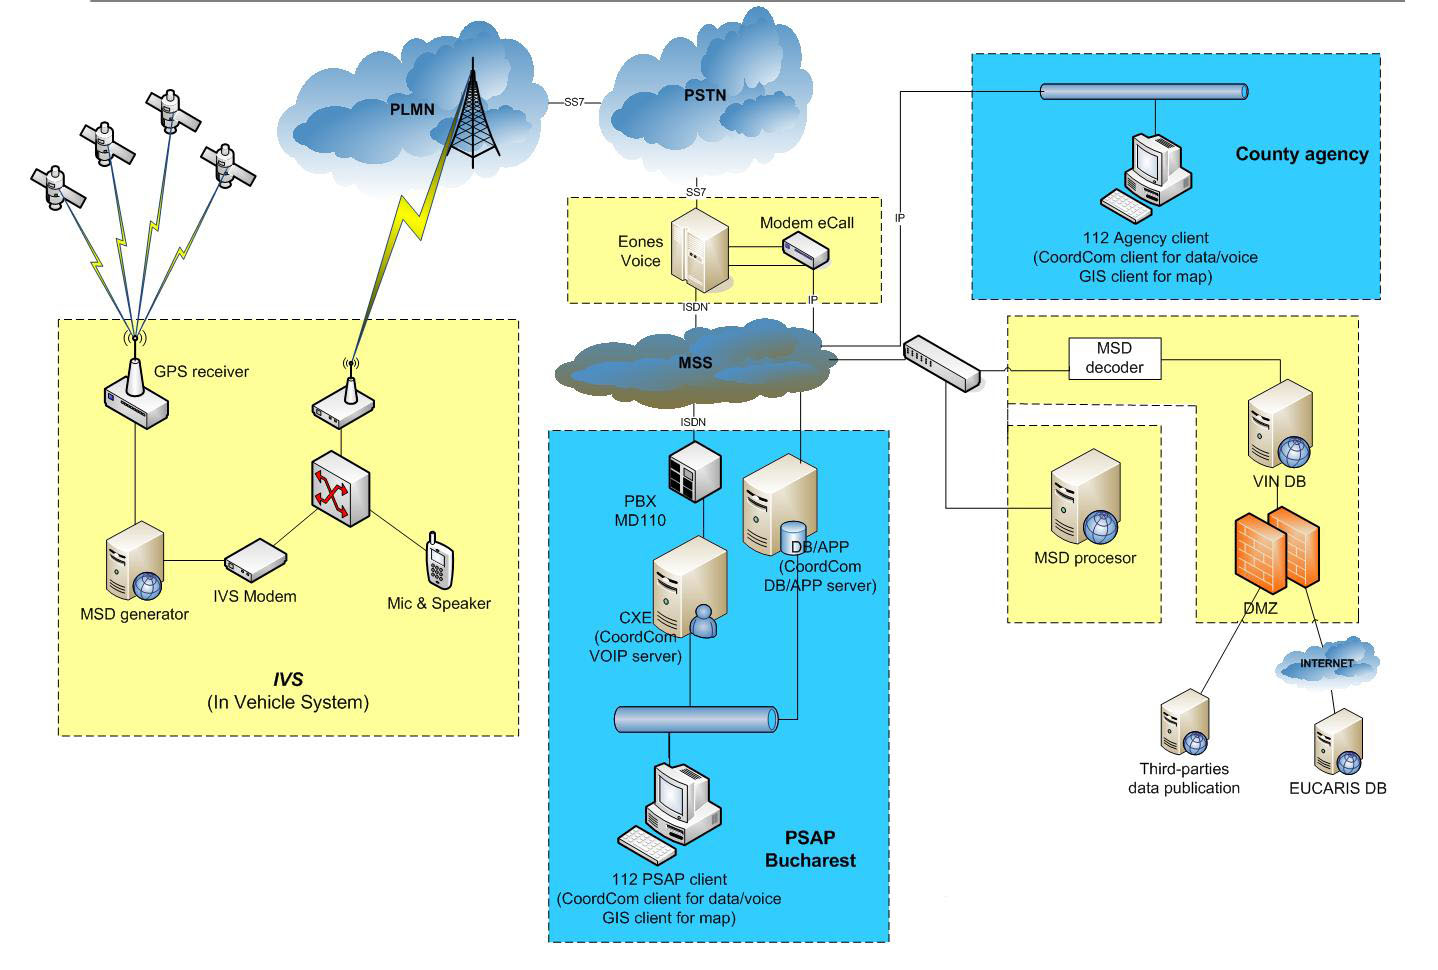 PLMN
SS7
PSTN
SS7
Eones
Voice
Modem eCall
ISDN
IP
IP
County agency
112 Agency client
(CoordCom client for data/voice
GIS client for map)
GPS receiver
MSD generator
IVS Modem
Mic & Speaker
IVS
(In Vehicle System)
MSS
ISDN
PBX
MD110
DB/APP
(CoordCom
DB/APP server)
CXE
(CoordCom
VOIP server)
PSAP
Bucharest
112 PSAP client
(CoordCom client for data/voice
GIS client for map)
MSD
decoder
VIN DB
MSD procesor
DMZ
INTERNET
Third-parties
data publication
EUCARIS DB